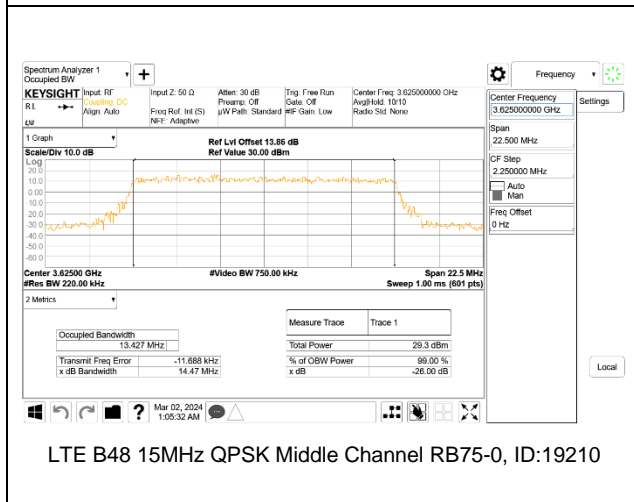 Spectrum Analyzer 1
Occupied BW
Frequency
KEYSIGHT
Input: RF
Coupling: DC
Align: Auto
Input Z: 50 Ω
Freq Ref: Int (S)
NFE: Adaptive
Atten: 30 dB
Preamp: Off
µW Path: Standard
Trig: Free Run
Gate: Off
#IF Gain: Low
Center Freq: 3.625000000 GHz
Avg|Hold: 10/10
Radio Std: None
RL
Center Frequency
3.625000000 GHz
Settings
Span
22.500 MHz
CF Step
2.250000 MHz
Auto
Man
Freq Offset
0 Hz
1 Graph
Scale/Div 10.0 dB
Ref Lvl Offset 13.86 dB
Ref Value 30.00 dBm
Log
20.0
10.0
0.0
-10.0
-20.0
-30.0
-40.0
-50.0
-60.0
Center 3.62500 GHz
#Video BW 750.00 kHz
Span 22.5 MHz
#Res BW 220.00 kHz
Sweep 1.00 ms (601 pts)
2 Metrics
Measure Trace
Trace 1
Occupied Bandwidth
13.427 MHz
Total Power
29.3 dBm
Transmit Freq Error
-11.688 kHz
% of OBW Power
99.00 %
x dB Bandwidth
14.47 MHz
x dB
-26.00 dB
Local
?
Mar 02, 2024
1:05:32 AM
LTE B48 15MHz QPSK Middle Channel RB75-0, ID:19210